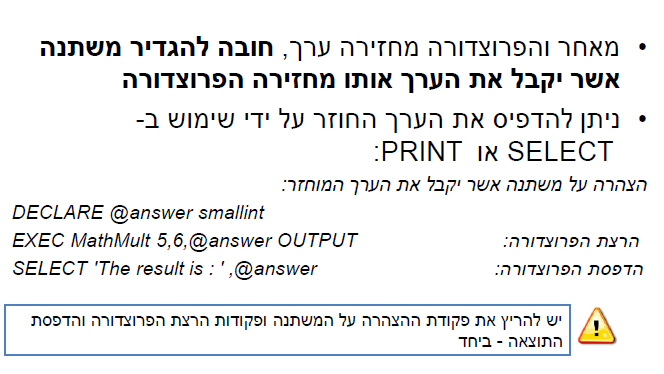 • מאחר והפרוצדורה מחזירה ערך, חובה להגדיר משתנה
אשר יקבל את הערך אותו מחזירה הפרוצדורה
• ניתן להדפיס את הערך החוזר על ידי שימוש ב-
SELECT או PRINT:
הצהרה על משתנה אשר יקבל את הערך המוחזר:
DECLARE @answer smallint
הרצת הפרוצדורה: EXEC MathMult 5,6,@answer OUTPUT
הדפסת הפרוצדורה: SELECT 'The result is : ' ,@answer
יש להריץ את פקודת ההצהרה על המשתנה ופקודות הרצת הפרוצדורה והדפסת
התוצאה - ביחד